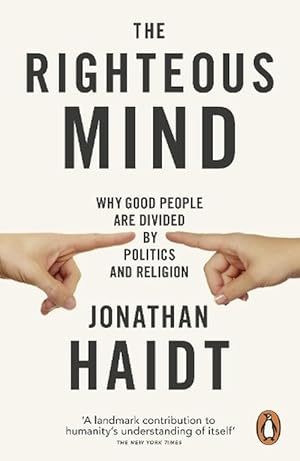 THE
RIGHTEOUS
MIND
WHY GOOD PEOPLE
ARE DIVIDED
BY
POLITICS
AND RELIGION
JONATHAN
HAIDT
‘A landmark contribution to
humanity’s understanding of itself’
THE NEW YORK TIMES